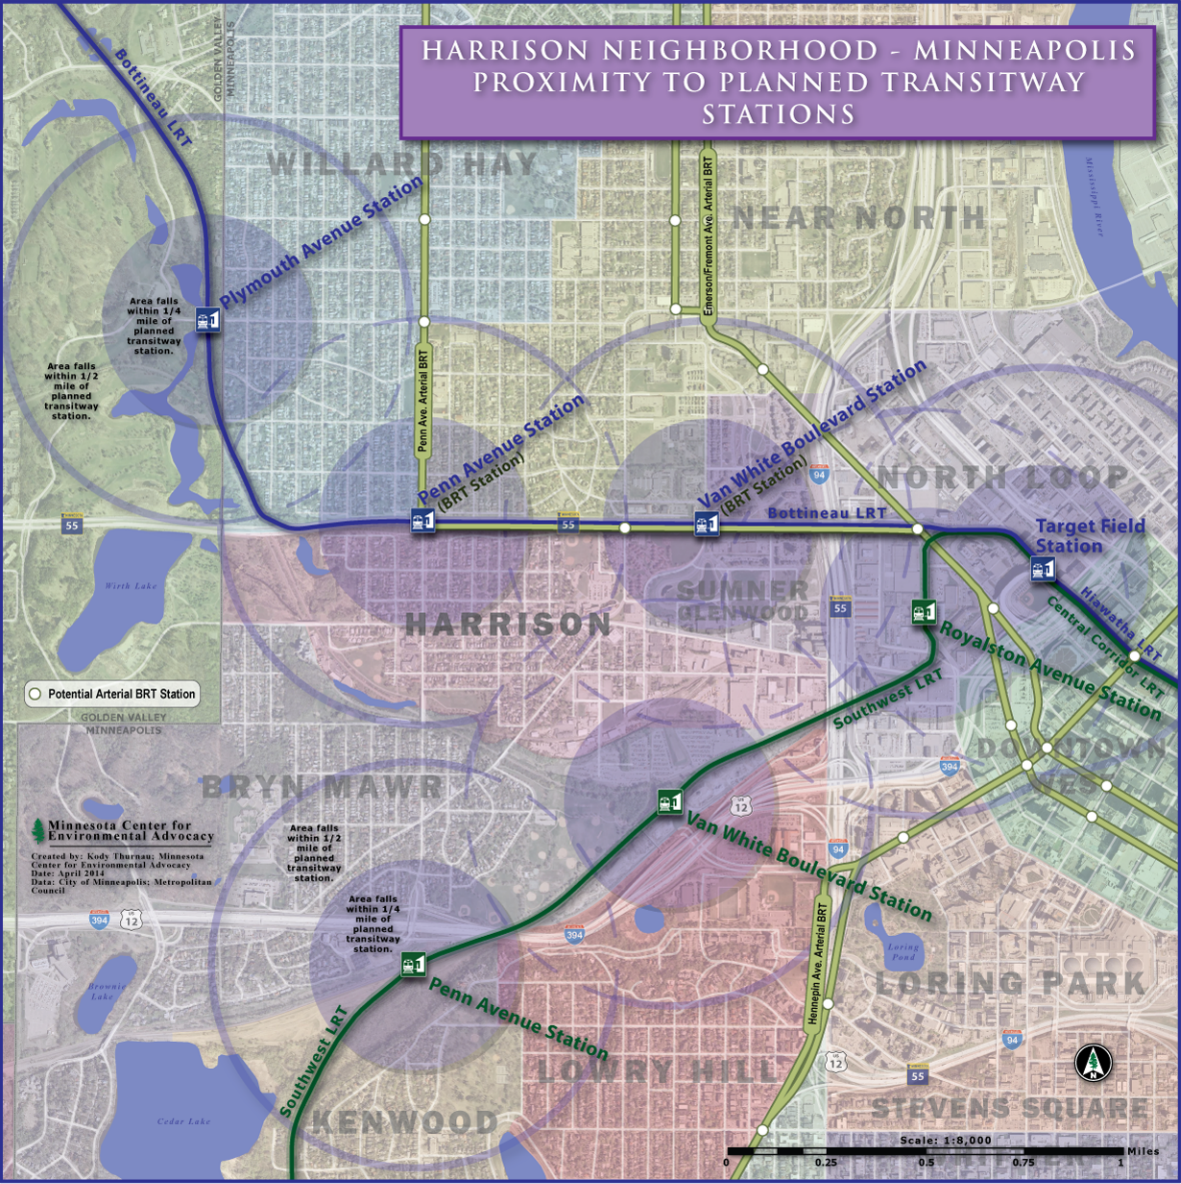 HARRISON NEIGHBORHOOD - MINNEAPOLIS
PROXIMITY TO PLANNED TRANSITWAY
STATIONS
GOLDEN VALLEY
MINNEAPOLIS
Bottineau LRT
WILLARD HAY
Plymouth Avenue Station
NEAR NORTH
Mississippi River
Emerson/Fremont Ave. Arterial BRT
Area falls
within 1/4
mile of
planned
transitway
station.
Area falls
within 1/2
mile of
planned
transitway
station.
Penn Ave. Arterial BRT
Penn Avenue Station
(BRT Station)
Van White Boulevard Station
(BRT Station)
94
NORTH LOOP
55
55
Bottineau LRT
Target Field
Station
Wirth Lake
SUMNER
GLENWOOD
55
HARRISON
Hiawatha LRT
Central Corridor LRT
Royalston Avenue Station
Southwest LRT
Potential Arterial BRT Station
GOLDEN VALLEY
MINNEAPOLIS
DOWNTOWN
WEST
394
BRYN MAWR
12
Van White Boulevard Station
94
Minnesota Center for
Environmental Advocacy
Created by: Kody Thurnau; Minnesota
Center for Environmental Advocacy
Date: April 2014
Data: City of Minneapolis; Metropolitan
Council
Area falls
within 1/2
mile of
planned
transitway
station.
Area falls
within 1/4
mile of
planned
transitway
station.
394
12
394
Hennepin Ave. Arterial BRT
Loring
Pond
LORING PARK
Brownie
Lake
Penn Avenue Station
Southwest LRT
LOWRY HILL
94
12
55
N
Cedar Lake
KENWOOD
STEVENS SQUARE
Scale: 1:8,000
Miles
0
0.25
0.5
0.75
1